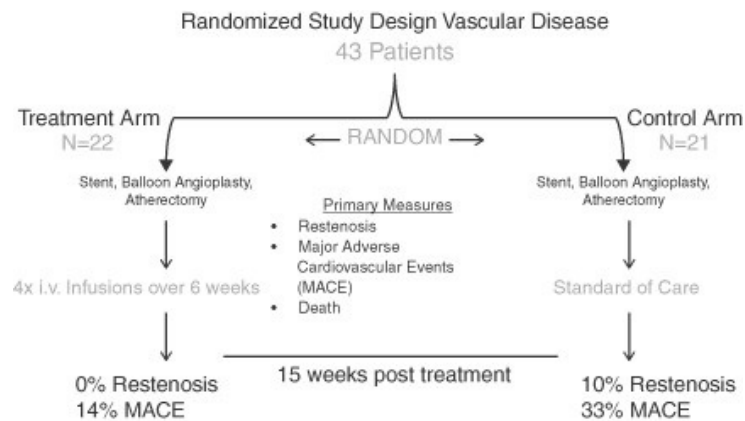 Randomized Study Design Vascular Disease
43 Patients
Treatment Arm
N=22
RANDOM
Control Arm
N=21
Stent, Balloon Angioplasty,
Atherectomy
Stent, Balloon Angioplasty,
Atherectomy
Primary Measures
• Restenosis
• Major Adverse
Cardiovascular Events
(MACE)
• Death
4x i.v. Infusions over 6 weeks
Standard of Care
15 weeks post treatment
0% Restenosis
14% MACE
10% Restenosis
33% MACE